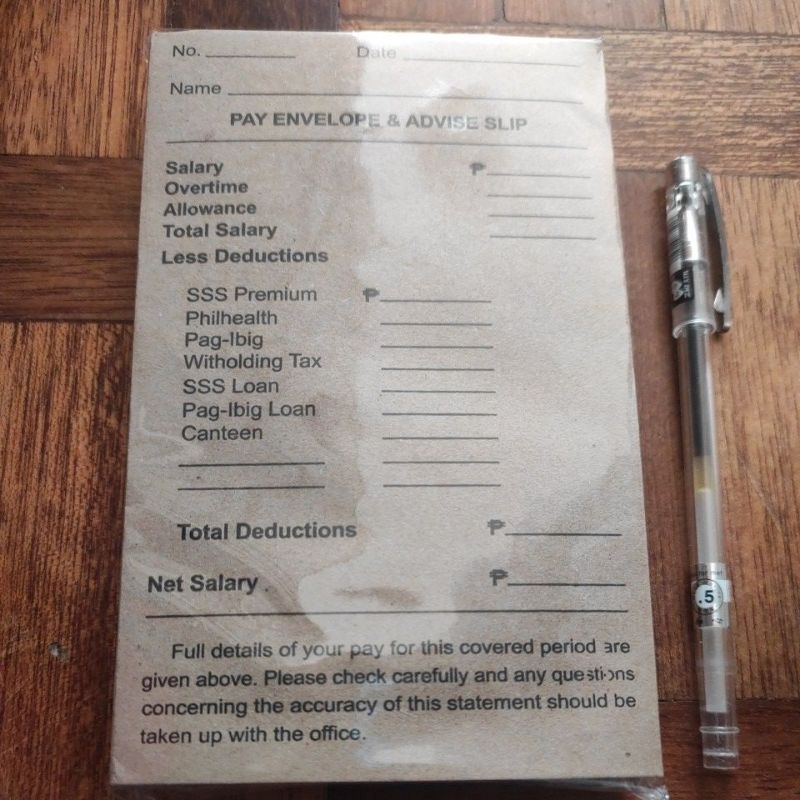 No. Date
Name
PAY ENVELOPE & ADVISE SLIP
Salary ₱
Overtime
Allowance
Total Salary
Less Deductions
SSS Premium ₱
Philhealth
Pag-Ibig
Witholding Tax
SSS Loan
Pag-Ibig Loan
Canteen
Total Deductions ₱
Net Salary ₱
Full details of your pay for this covered period are
given above. Please check carefully and any questions
concerning the accuracy of this statement should be
taken up with the office.
.5